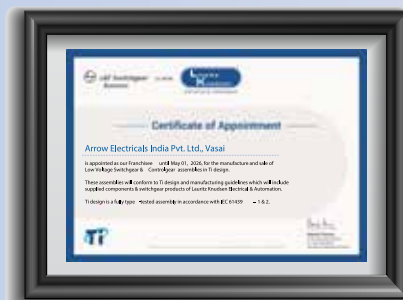 L&T Switchgear
Lauritz Knudsen
Certificate of Appointment
Arrow Electricals India Pvt. Ltd., Vasai
is appointed as our Franchisee until May 01, 2026, for the manufacture and sale of
Low Voltage Switchgear & Controlgear assemblies in Ti design.
These assemblies will conform to Ti design and manufacturing guidelines which will include
supplied components & switchgear products of Lauritz Knudsen Electrical & Automation.
Ti design is a fully type -tested assembly in accordance with IEC 61439 – 1 & 2.
Ti